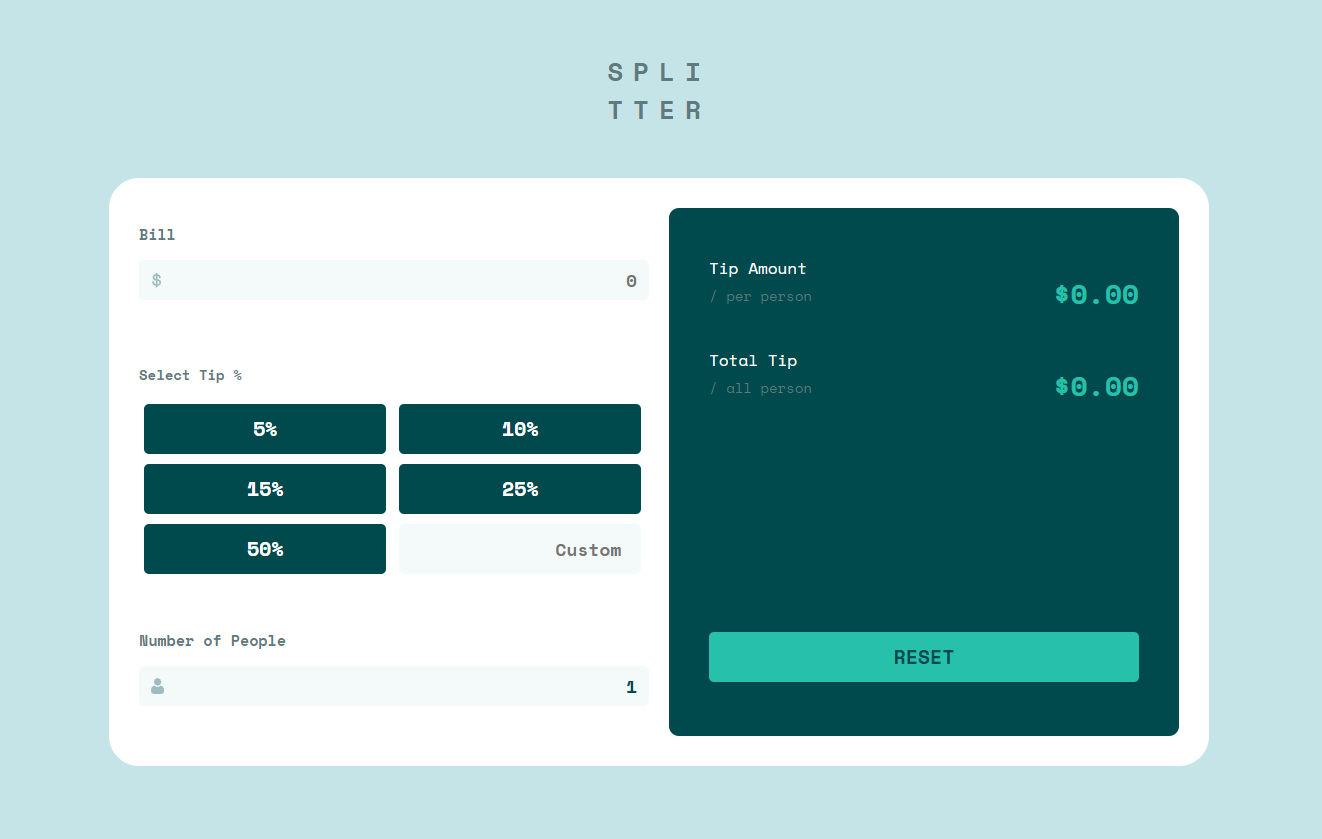 SPLI
TTER
Bill
$ 0
Select Tip %
5% 10%
15% 25%
50% Custom
Number of People
1
Tip Amount
/ per person
$0.00
Total Tip
/ all person
$0.00
RESET